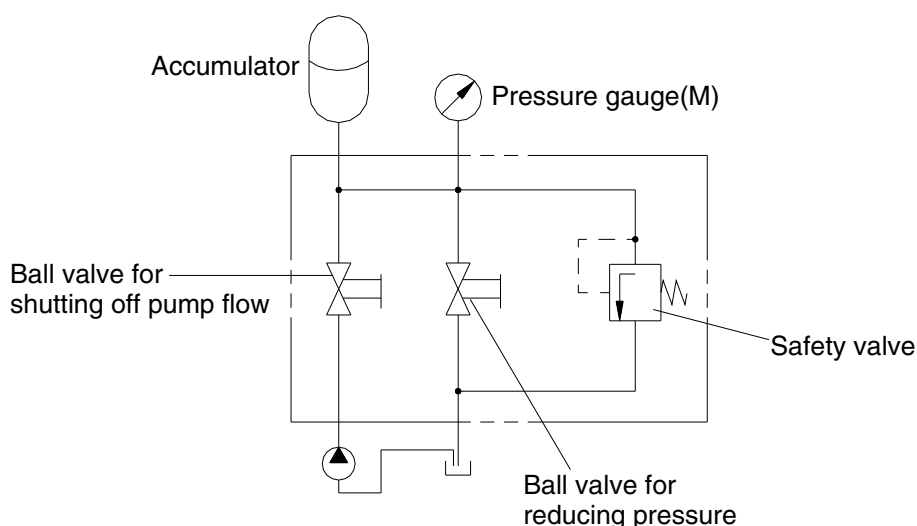 Accumulator
Pressure gauge(M)
Ball valve for
shutting off pump flow
Safety valve
Ball valve for
reducing pressure